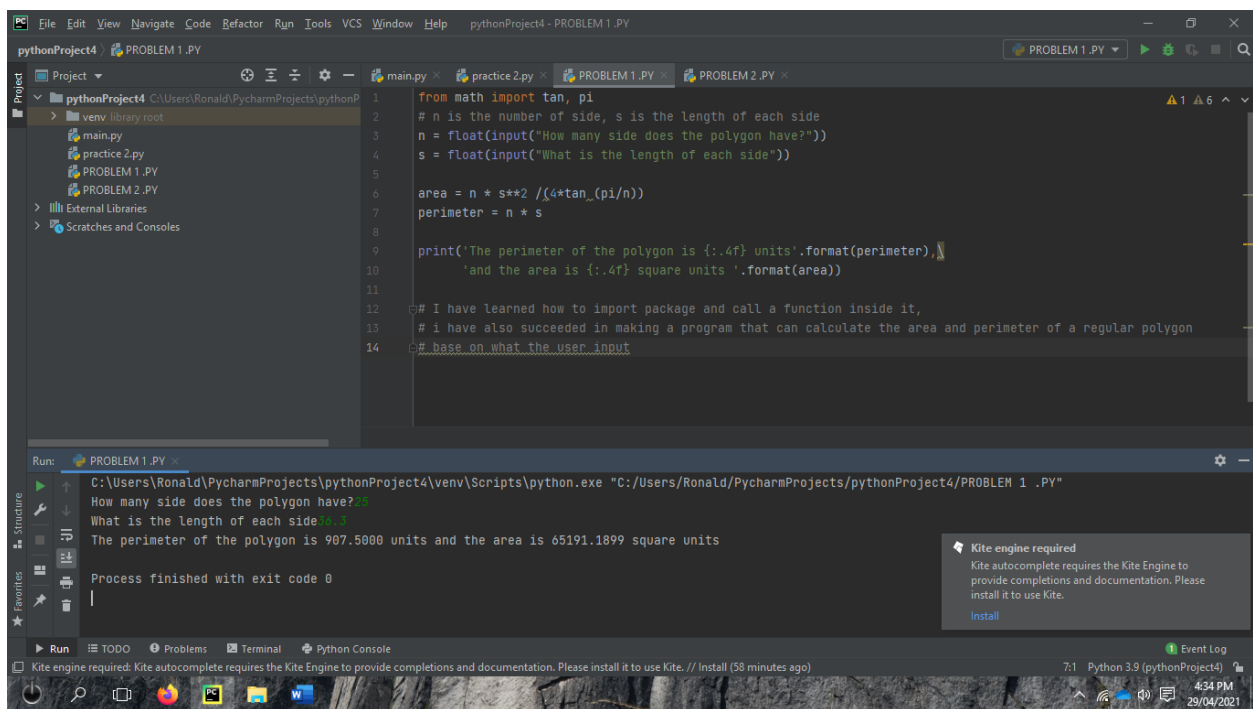 File Edit View Navigate Code Refactor Run Tools VCS Window Help pythonProject4 - PROBLEM 1 .PY
pythonProject4 PROBLEM 1 .PY
PROBLEM 1 .PY
Project
main.py
practice 2.py
PROBLEM 1 .PY
PROBLEM 2 .PY
Project
pythonProject4 C:\Users\Ronald\PycharmProjects\pythonP
venv library root
main.py
practice 2.py
PROBLEM 1 .PY
PROBLEM 2 .PY
External Libraries
Scratches and Consoles
1 from math import tan, pi
2 # n is the number of side, s is the length of each side
3 n = float(input("How many side does the polygon have?"))
4 s = float(input("What is the length of each side"))
5
6 area = n * s**2 /(4*tan (pi/n))
7 perimeter = n * s
8
9 print('The perimeter of the polygon is {:.4f} units'.format(perimeter),\
10 'and the area is {:.4f} square units '.format(area))
11
12 # I have learned how to import package and call a function inside it,
13 # i have also succeeded in making a program that can calculate the area and perimeter of a regular polygon
14 # base on what the user input
1 6
Run: PROBLEM 1 .PY
C:\Users\Ronald\PycharmProjects\pythonProject4\venv\Scripts\python.exe "C:/Users/Ronald/PycharmProjects/pythonProject4/PROBLEM 1 .PY"
How many side does the polygon have?25
What is the length of each side36.3
The perimeter of the polygon is 907.5000 units and the area is 65191.1899 square units
Process finished with exit code 0
Kite engine required
Kite autocomplete requires the Kite Engine to
provide completions and documentation. Please
install it to use Kite.
Install
Structure
Favorites
Run TODO Problems Terminal Python Console
1 Event Log
Kite engine required: Kite autocomplete requires the Kite Engine to provide completions and documentation. Please install it to use Kite. // Install (58 minutes ago)
7:1 Python 3.9 (pythonProject4)
4:34 PM
29/04/2021